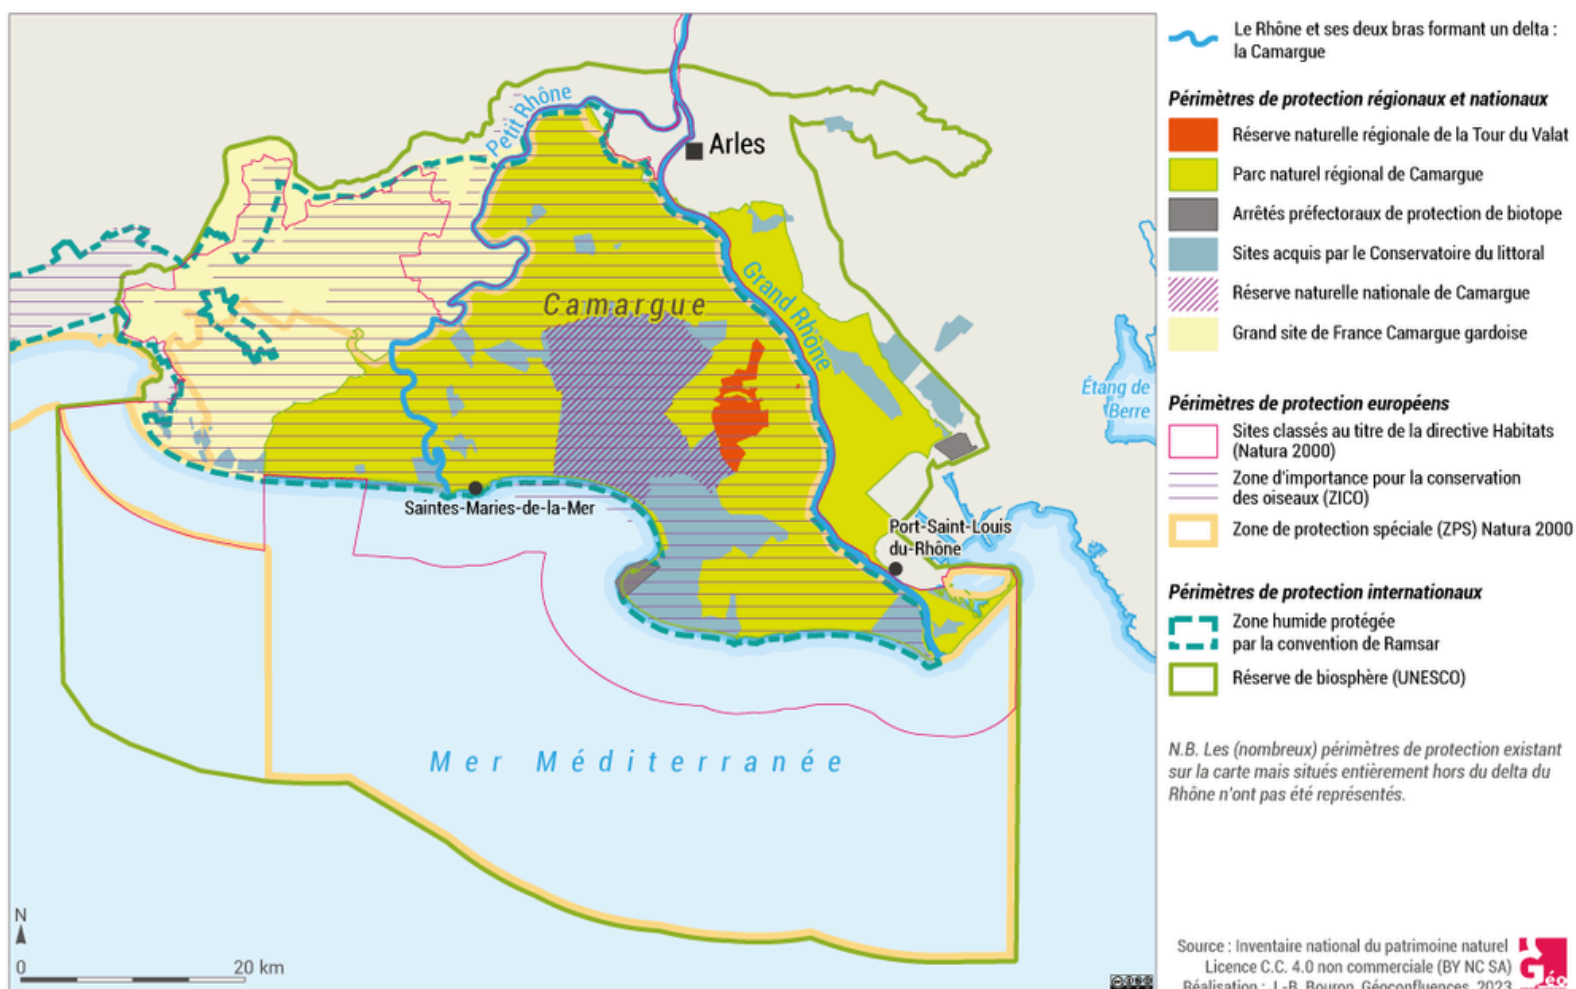 Petit Rhône
Arles
Camargue
Grand Rhône
Étang de
Berre
Saintes-Maries-de-la-Mer
Port-Saint-Louis
du-Rhône
Mer Méditerranée
N
0 20 km
Le Rhône et ses deux bras formant un delta :
la Camargue
Périmètres de protection régionaux et nationaux
Réserve naturelle régionale de la Tour du Valat
Parc naturel régional de Camargue
Arrêtés préfectoraux de protection de biotope
Sites acquis par le Conservatoire du littoral
Réserve naturelle nationale de Camargue
Grand site de France Camargue gardoise
Périmètres de protection européens
Sites classés au titre de la directive Habitats
(Natura 2000)
Zone d'importance pour la conservation
des oiseaux (ZICO)
Zone de protection spéciale (ZPS) Natura 2000
Périmètres de protection internationaux
Zone humide protégée
par la convention de Ramsar
Réserve de biosphère (UNESCO)
N.B. Les (nombreux) périmètres de protection existant
sur la carte mais situés entièrement hors du delta du
Rhône n'ont pas été représentés.
Source : Inventaire national du patrimoine naturel
Licence C.C. 4.0 non commerciale (BY NC SA)
Réalisation : J.-B. Bouron, Géoconfluences, 2023
Géo